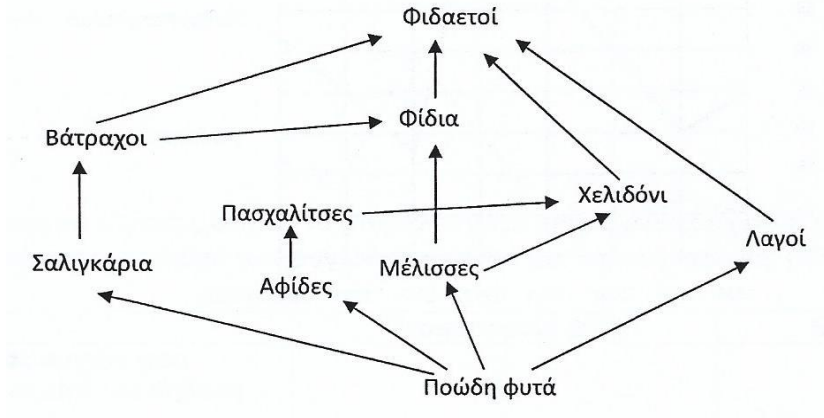 Φιδαετοί
Φίδια
Βάτραχοι
Χελιδόνι
Πασχαλίτσες
Λαγοί
Σαλιγκάρια
Μέλισσες
Αφίδες
Ποώδη φυτά